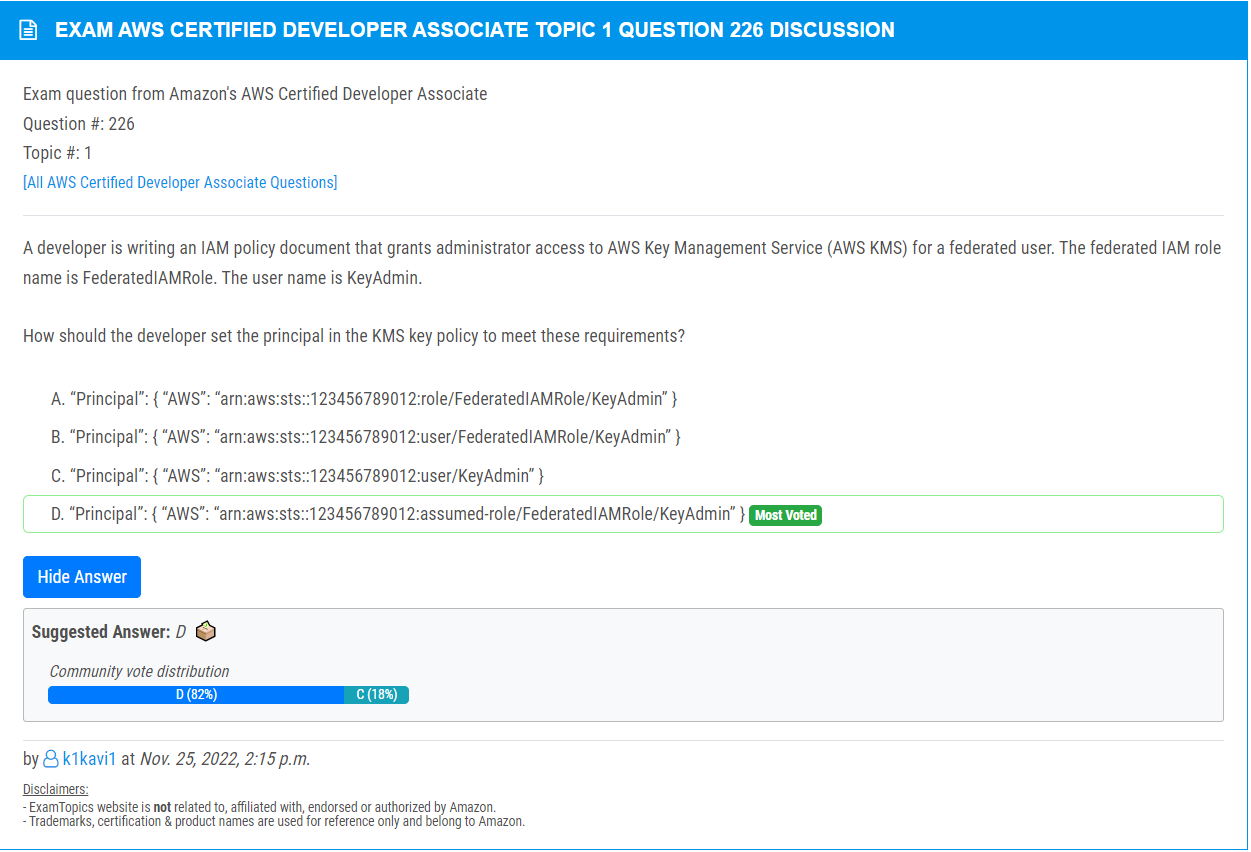 EXAM AWS CERTIFIED DEVELOPER ASSOCIATE TOPIC 1 QUESTION 226 DISCUSSION
Exam question from Amazon's AWS Certified Developer Associate
Question #: 226
Topic #: 1
[All AWS Certified Developer Associate Questions]
A developer is writing an IAM policy document that grants administrator access to AWS Key Management Service (AWS KMS) for a federated user. The federated IAM role
name is FederatedIAMRole. The user name is KeyAdmin.
How should the developer set the principal in the KMS key policy to meet these requirements?
A. “Principal”: { “AWS”: “arn:aws:sts::123456789012:role/FederatedIAMRole/KeyAdmin” }
B. “Principal”: { “AWS”: “arn:aws:sts::123456789012:user/FederatedIAMRole/KeyAdmin” }
C. “Principal”: { “AWS”: “arn:aws:sts::123456789012:user/KeyAdmin” }
D. “Principal”: { “AWS”: “arn:aws:sts::123456789012:assumed-role/FederatedIAMRole/KeyAdmin” } Most Voted
Hide Answer
Suggested Answer: D
Community vote distribution
D (82%) C (18%)
by k1kavi1 at Nov. 25, 2022, 2:15 p.m.
Disclaimers:
- ExamTopics website is not related to, affiliated with, endorsed or authorized by Amazon.
- Trademarks, certification & product names are used for reference only and belong to Amazon.